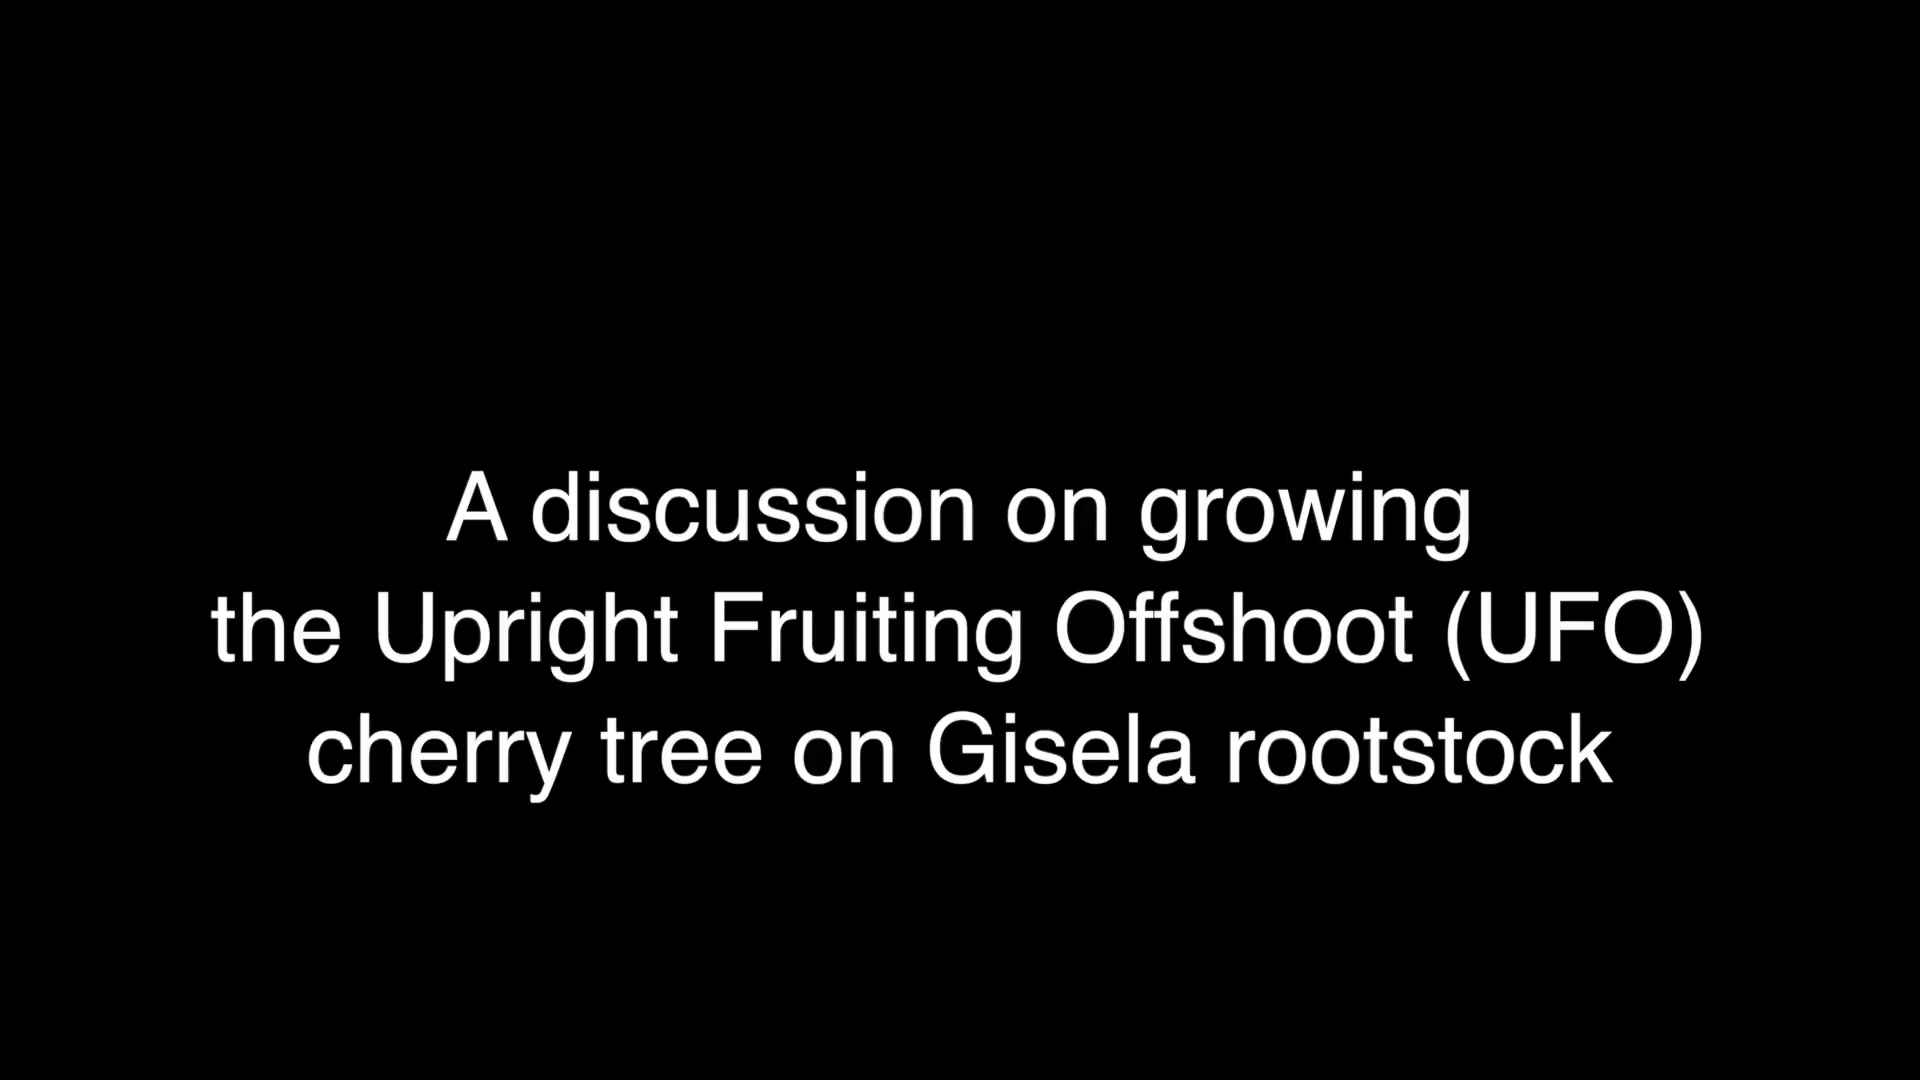 A discussion on growing
the Upright Fruiting Offshoot (UFO)
cherry tree on Gisela rootstock